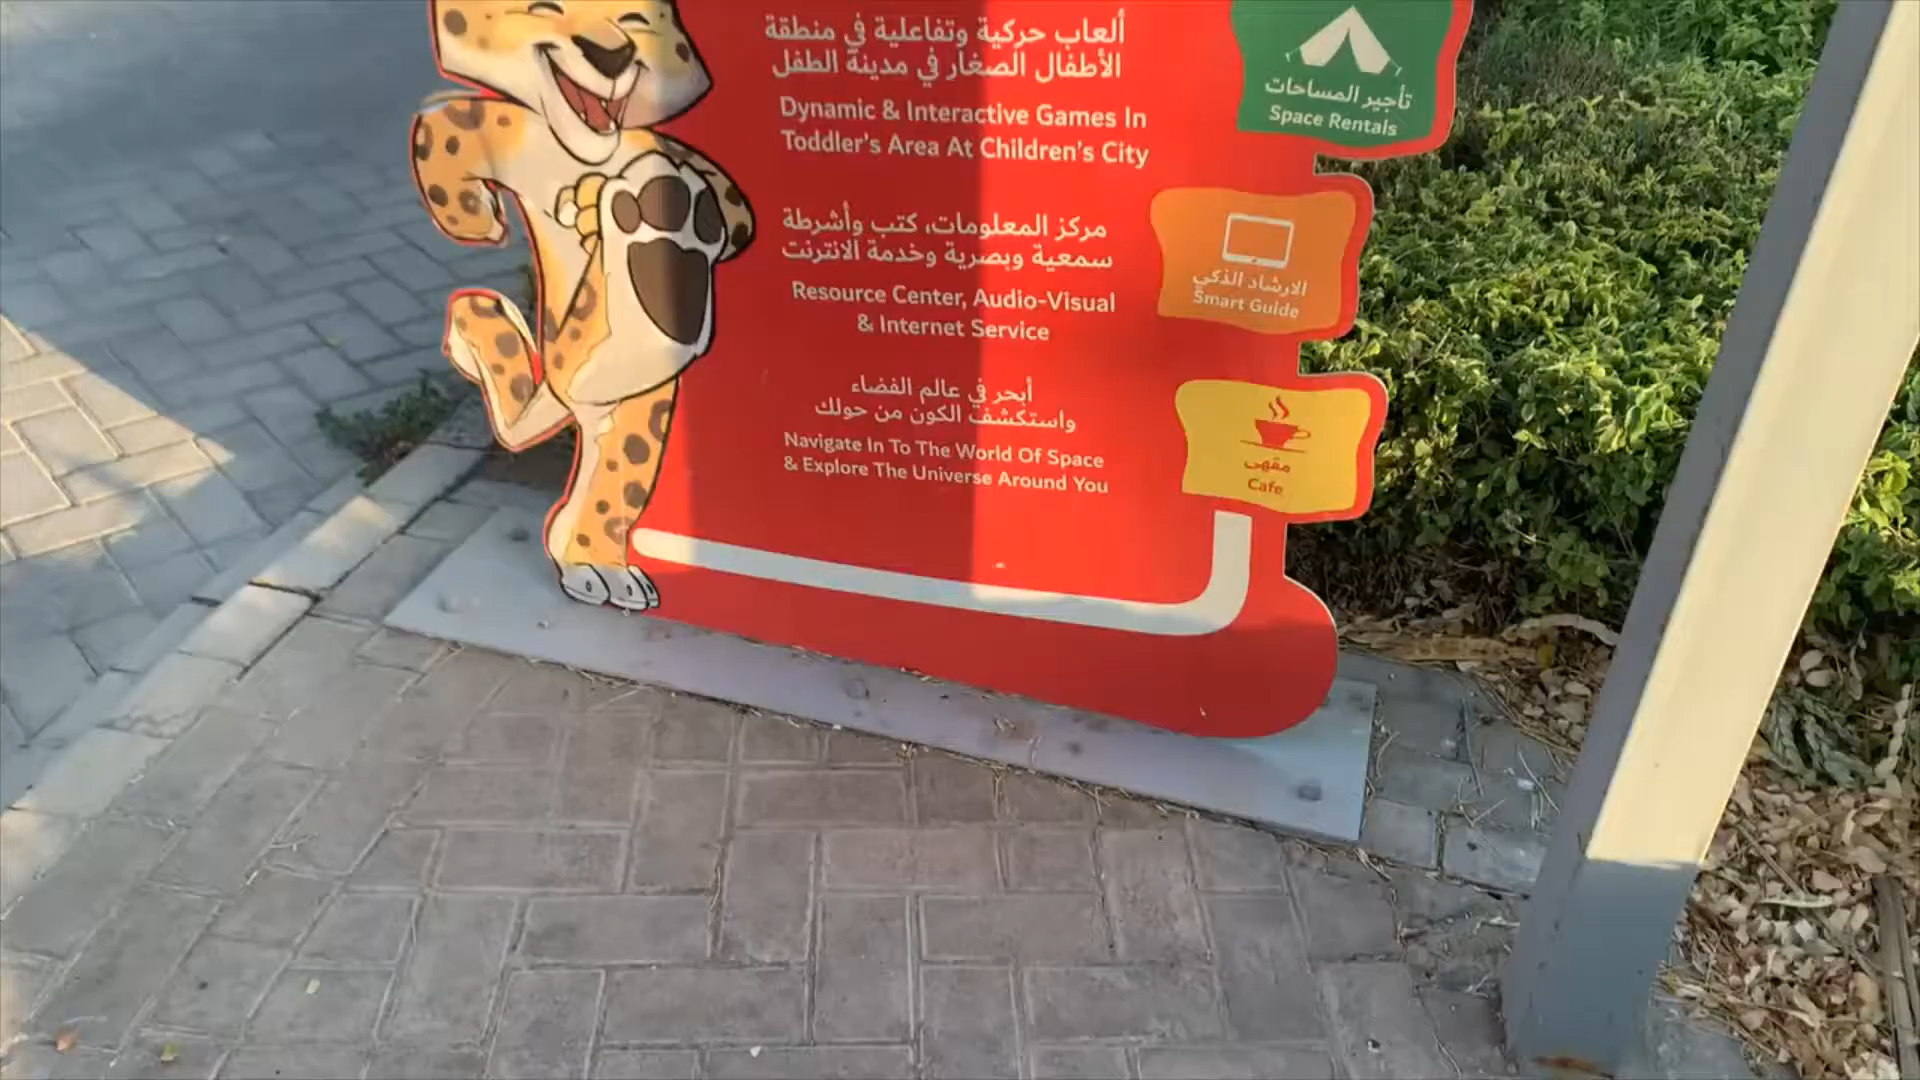 ألعاب حركية وتفاعلية في منطقة
الأطفال الصغار في مدينة الطفل
Dynamic & Interactive Games In
Toddler's Area At Children's City
مركز المعلومات، كتب وأشرطة
سمعية وبصرية وخدمة الانترنت
Resource Center, Audio-Visual
& Internet Service
أبحر في عالم الفضاء
واستكشف الكون من حولك
Navigate In To The World Of Space
& Explore The Universe Around You
تأجير المساحات
Space Rentals
الارشاد الذكي
Smart Guide
مقهى
Cafe